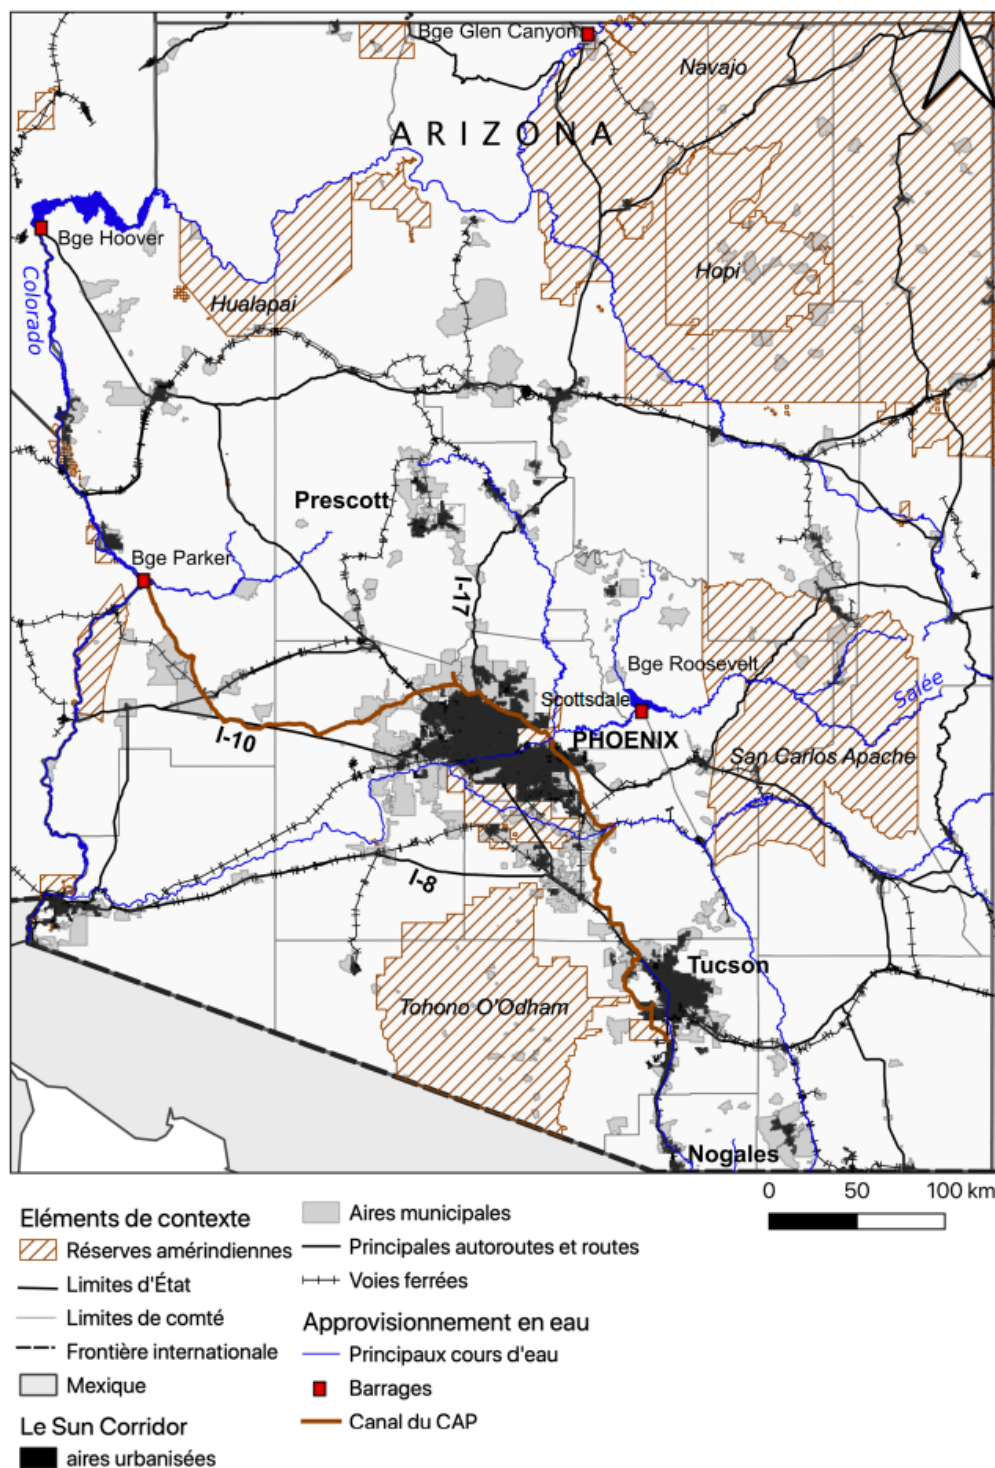 Bge Glen Canyon
Navajo
ARIZONA
Bge Hoover
Colorado
Hualapai
Hopi
Prescott
Bge Parker
I-17
Bge Roosevelt
Scottsdale
Salée
PHOENIX
I-10
San Carlos Apache
I-8
Tucson
Tohono O'Odham
Nogales
0 50 100 km
Eléments de contexte
Réserves amérindiennes
Limites d'État
Limites de comté
Frontière internationale
Mexique
Le Sun Corridor
aires urbanisées
Aires municipales
Principales autoroutes et routes
Voies ferrées
Approvisionnement en eau
Principaux cours d'eau
Barrages
Canal du CAP